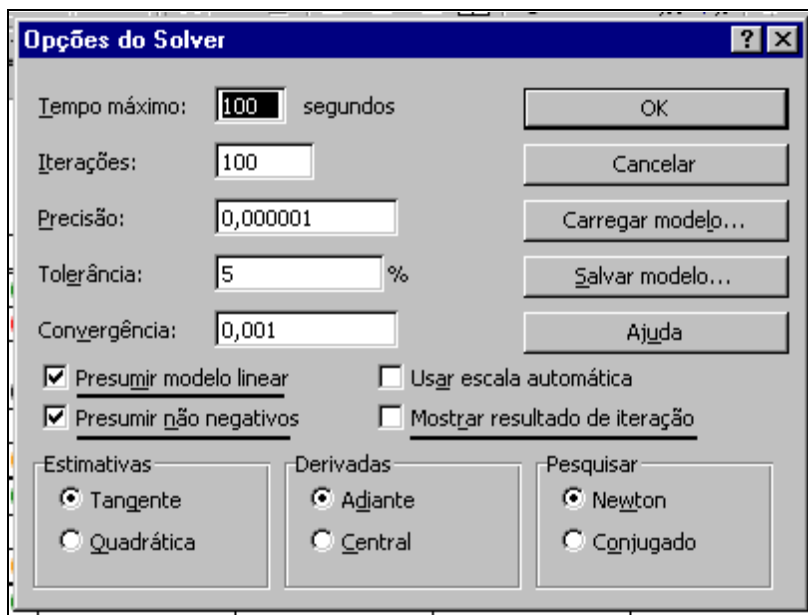 Opções do Solver
Tempo máximo: 100 segundos OK
Iterações: 100 Cancelar
Precisão: 0,000001 Carregar modelo...
Tolerância: 5 % Salvar modelo...
Convergência: 0,001 Ajuda
Presumir modelo linear Usar escala automática
Presumir não negativos Mostrar resultado de iteração
Estimativas Derivadas Pesquisar
Tangente Adiante Newton
Quadrática Central Conjugado